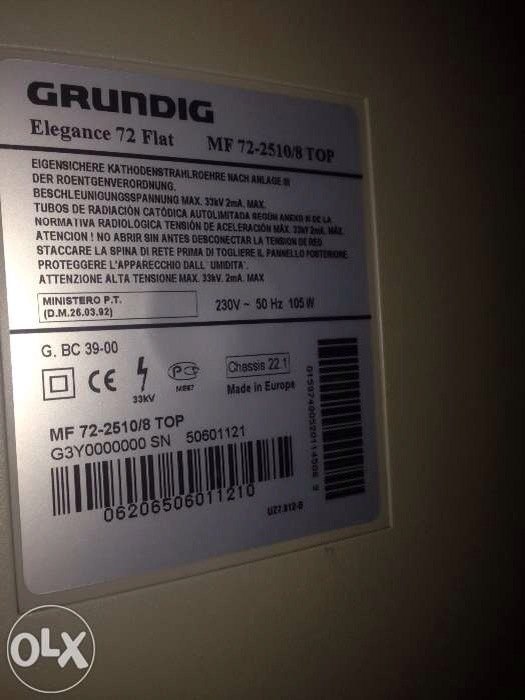 GRUNDIG
Elegance 72 Flat MF 72-2510/8 TOP
EIGENSICHERE KATHODENSTRAHLROEHRE NACH ANLAGE III
DER ROENTGENVERORDNUNG.
BESCHLEUNIGUNGSSPANNUNG MAX. 33kV 2mA. MAX.
TUBOS DE RADIACIÓN CATÓDICA AUTOLIMITADA REGÚN ANEXO III DE LA
NORMATIVA RADIOLÓGICA TENSIÓN DE ACELERACIÓN MÁX. 33kV 2mA. MÁX.
ATENCION ! NO ABRIR SIN ANTES DESCONECTAR LA TENSION DE RED
STACCARE LA SPINA DI RETE PRIMA DI TOGLIERE IL PANNELLO POSTERIORE.
PROTEGGERE L'APPARECCHIO DALL' UMIDITA'.
ATTENZIONE ALTA TENSIONE MAX. 33kV, 2mA. MAX
MINISTERO P.T.
(D.M.26.03.92)
230V ~ 50 Hz 105 W
G. BC 39-00
CE
33kV
Chassis 22.1
Made in Europe
MF 72-2510/8 TOP
G3Y0000000 SN 50601121
06206506011210
OLX